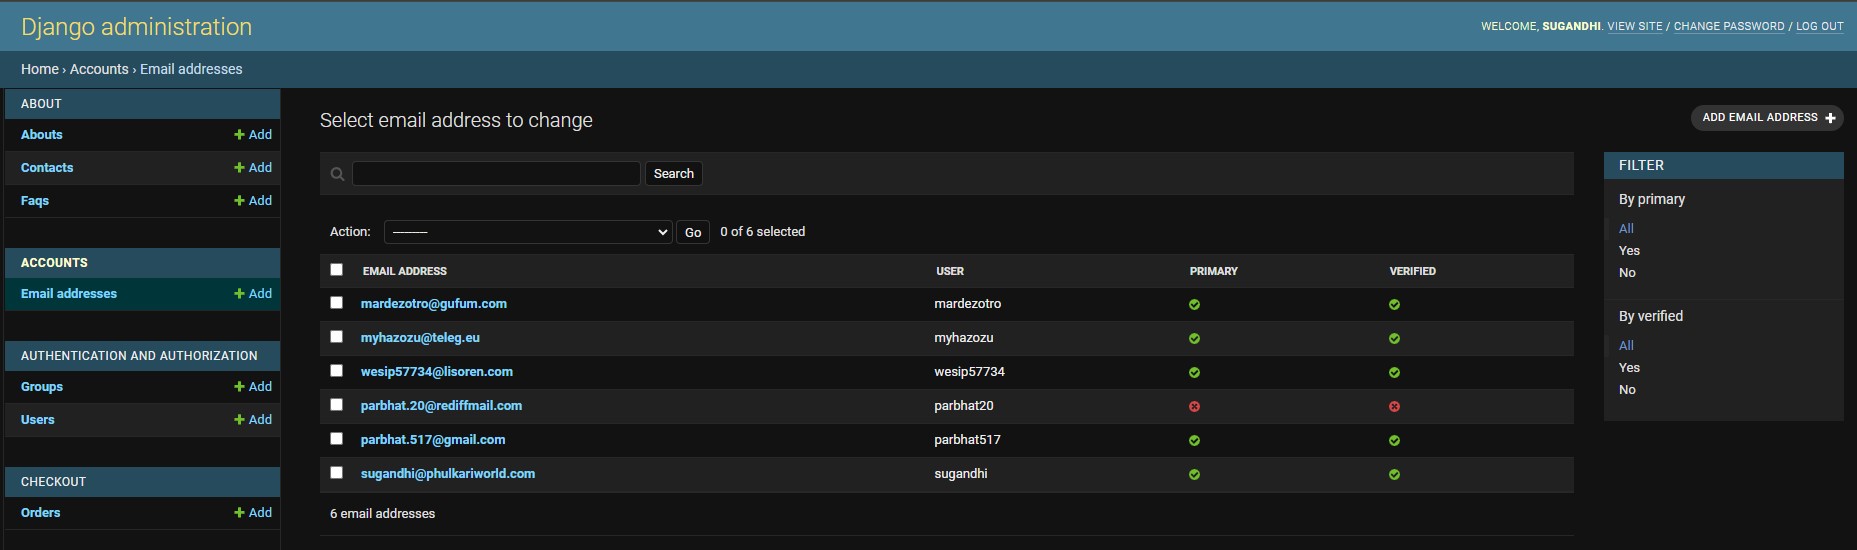 Django administration
WELCOME, SUGANDHI. VIEW SITE / CHANGE PASSWORD / LOG OUT
Home › Accounts › Email addresses
ABOUT
Abouts Add
Contacts Add
Faqs Add
ACCOUNTS
Email addresses Add
AUTHENTICATION AND AUTHORIZATION
Groups Add
Users Add
CHECKOUT
Orders Add
Select email address to change
ADD EMAIL ADDRESS
Search
Action: --------- Go 0 of 6 selected
EMAIL ADDRESS USER PRIMARY VERIFIED
mardezotro@gufum.com mardezotro
myhazozu@teleg.eu myhazozu
wesip57734@lisoren.com wesip57734
parbhat.20@rediffmail.com parbhat20
parbhat.517@gmail.com parbhat517
sugandhi@phulkariworld.com sugandhi
6 email addresses
FILTER
By primary
All
Yes
No
By verified
All
Yes
No